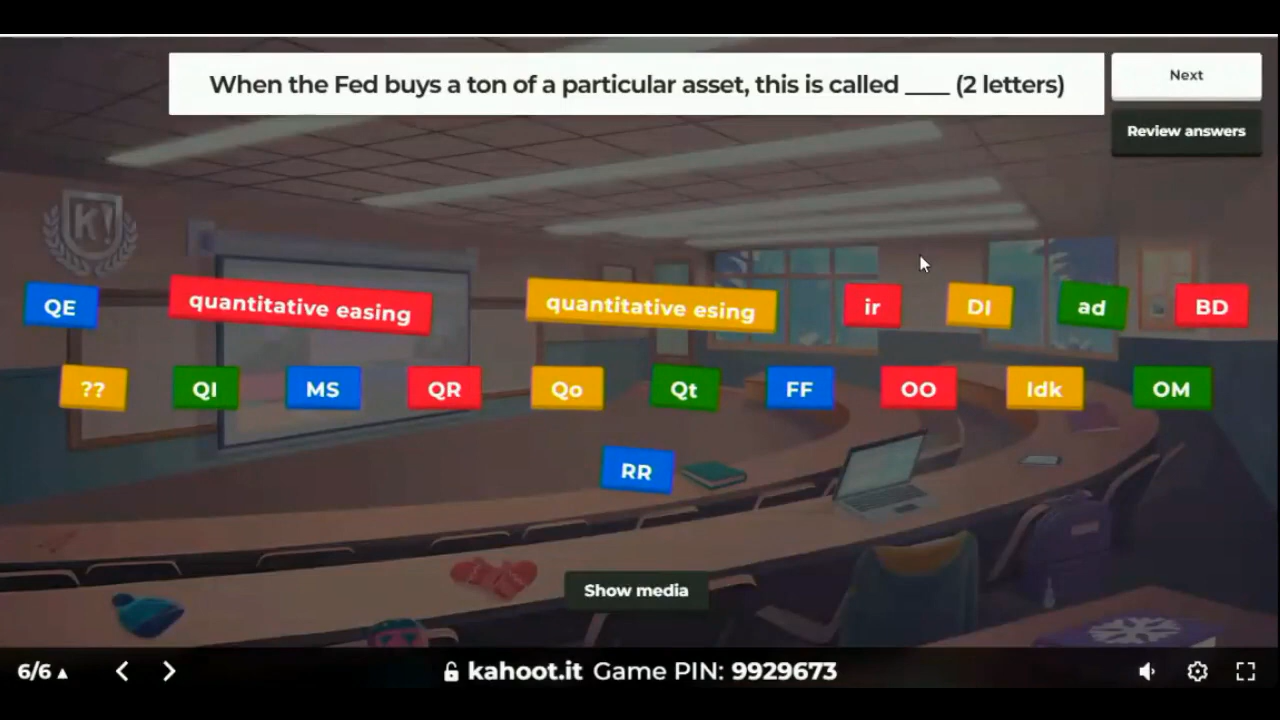 When the Fed buys a ton of a particular asset, this is called ____ (2 letters)
Next
Review answers
K!
QE
quantitative easing
quantitative esing
ir
DI
ad
BD
??
QI
MS
QR
Qo
Qt
FF
OO
Idk
OM
RR
Show media
6/6
kahoot.it Game PIN: 9929673